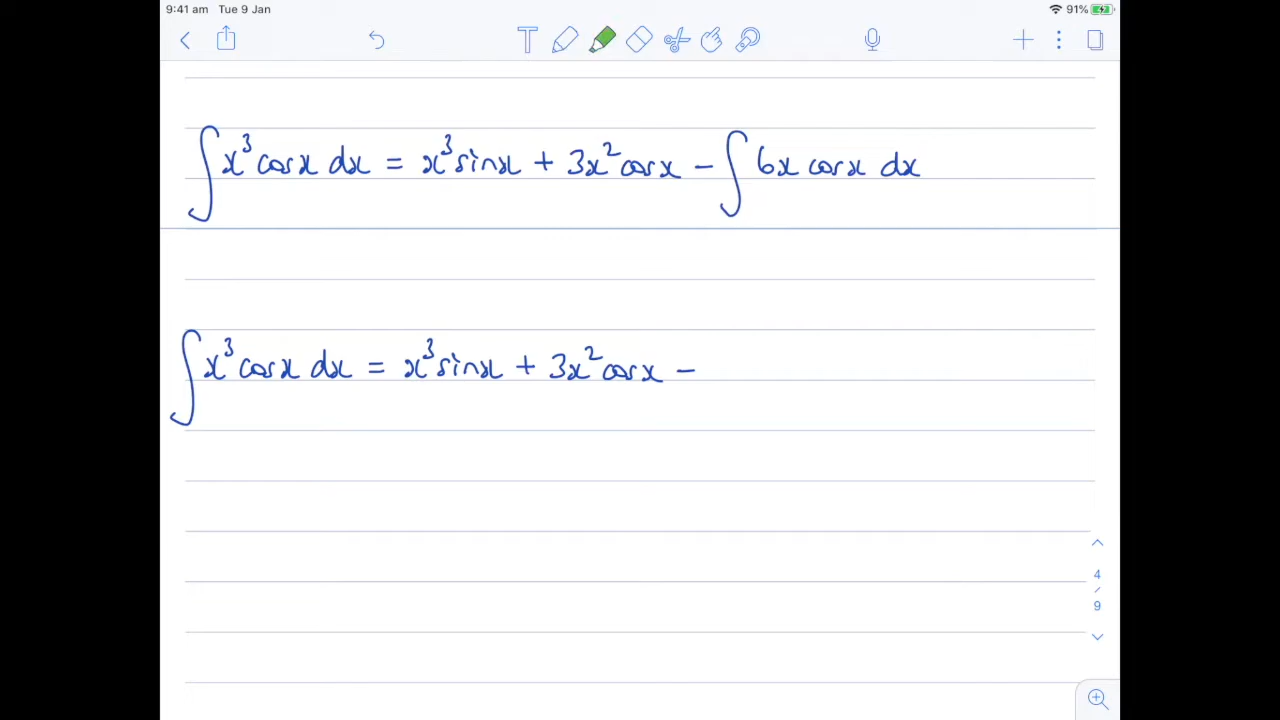 9:41 am Tue 9 Jan 91%
T
∫x³cosx dx = x³sinx + 3x²cosx − ∫6x cosx dx
∫x³cosx dx = x³sinx + 3x²cosx −
4
/
9